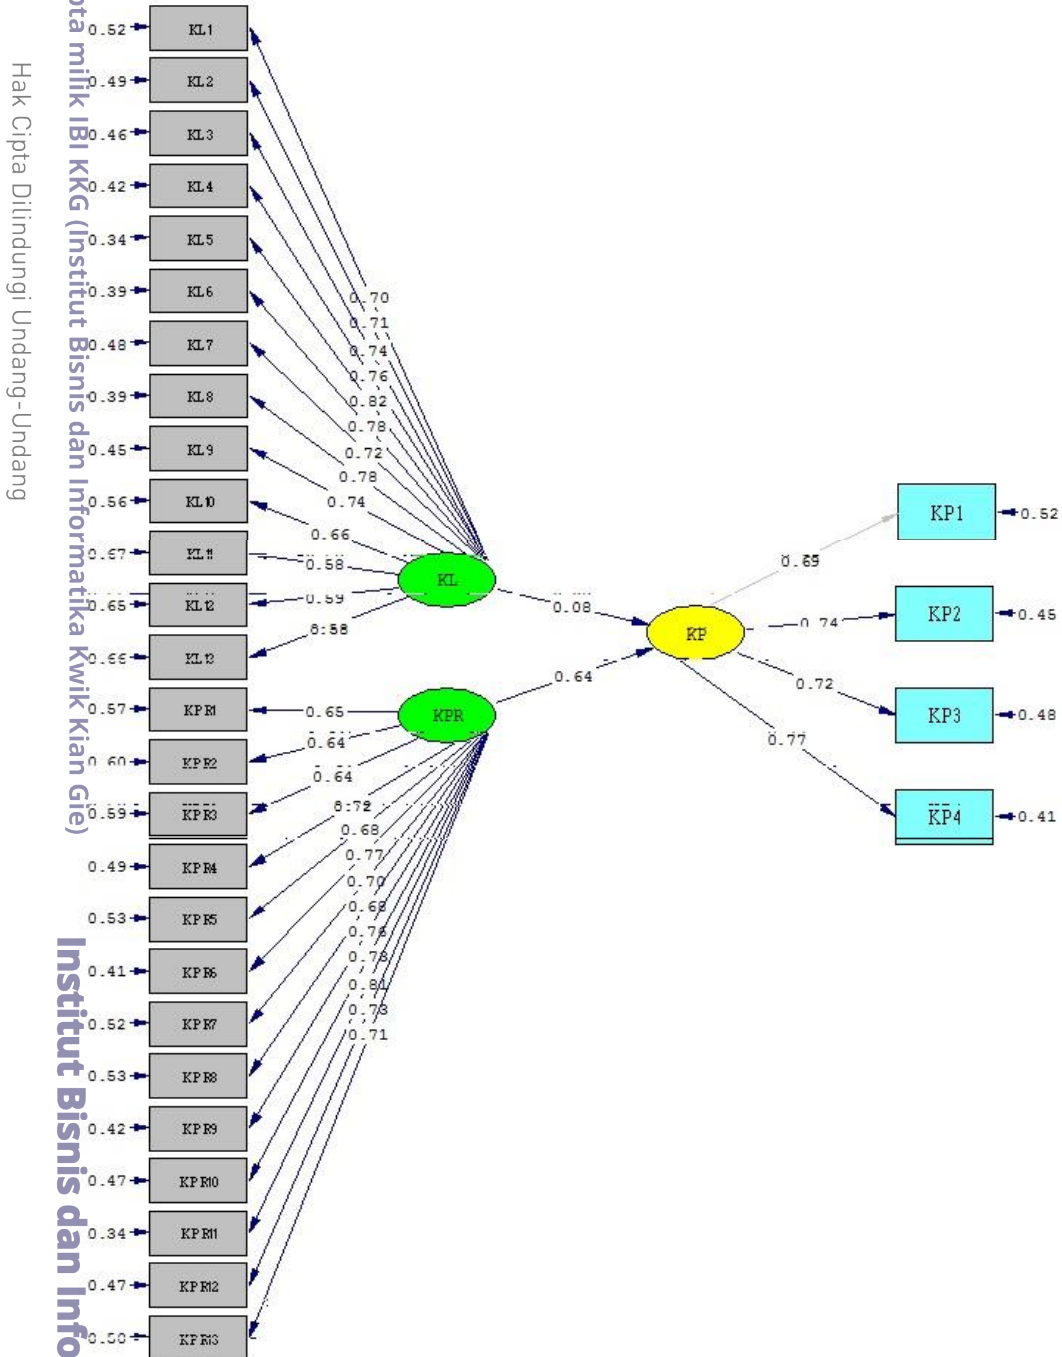 Hak Cipta Dilindungi Undang-Undang
pta milik IBI KKG (Institut Bisnis dan Informatika Kwik Kian Gie)
Institut Bisnis dan Info
0.52 KL1
0.49 KL2
0.46 KL3
0.42 KL4
0.34 KL5
0.39 KL6
0.48 KL7
0.39 KL8
0.45 KL9
0.56 KL10
0.67 KL11
0.65 KL12
0.66 KL13
0.57 KPR1
0.60 KPR2
0.59 KPR3
0.49 KPR4
0.53 KPR5
0.41 KPR6
0.52 KPR7
0.53 KPR8
0.42 KPR9
0.47 KPR10
0.34 KPR11
0.47 KPR12
0.50 KPR13
0.70
0.71
0.74
0.76
0.82
0.78
0.72
0.78
0.74
0.66
0.58
0.59
0.58
KL
0.65
0.64
0.64
0.72
0.68
0.77
0.70
0.68
0.76
0.73
0.81
0.73
0.71
KPR
0.08
0.64
KP
0.69
0.74
0.72
0.77
KP1 0.52
KP2 0.45
KP3 0.48
KP4 0.41